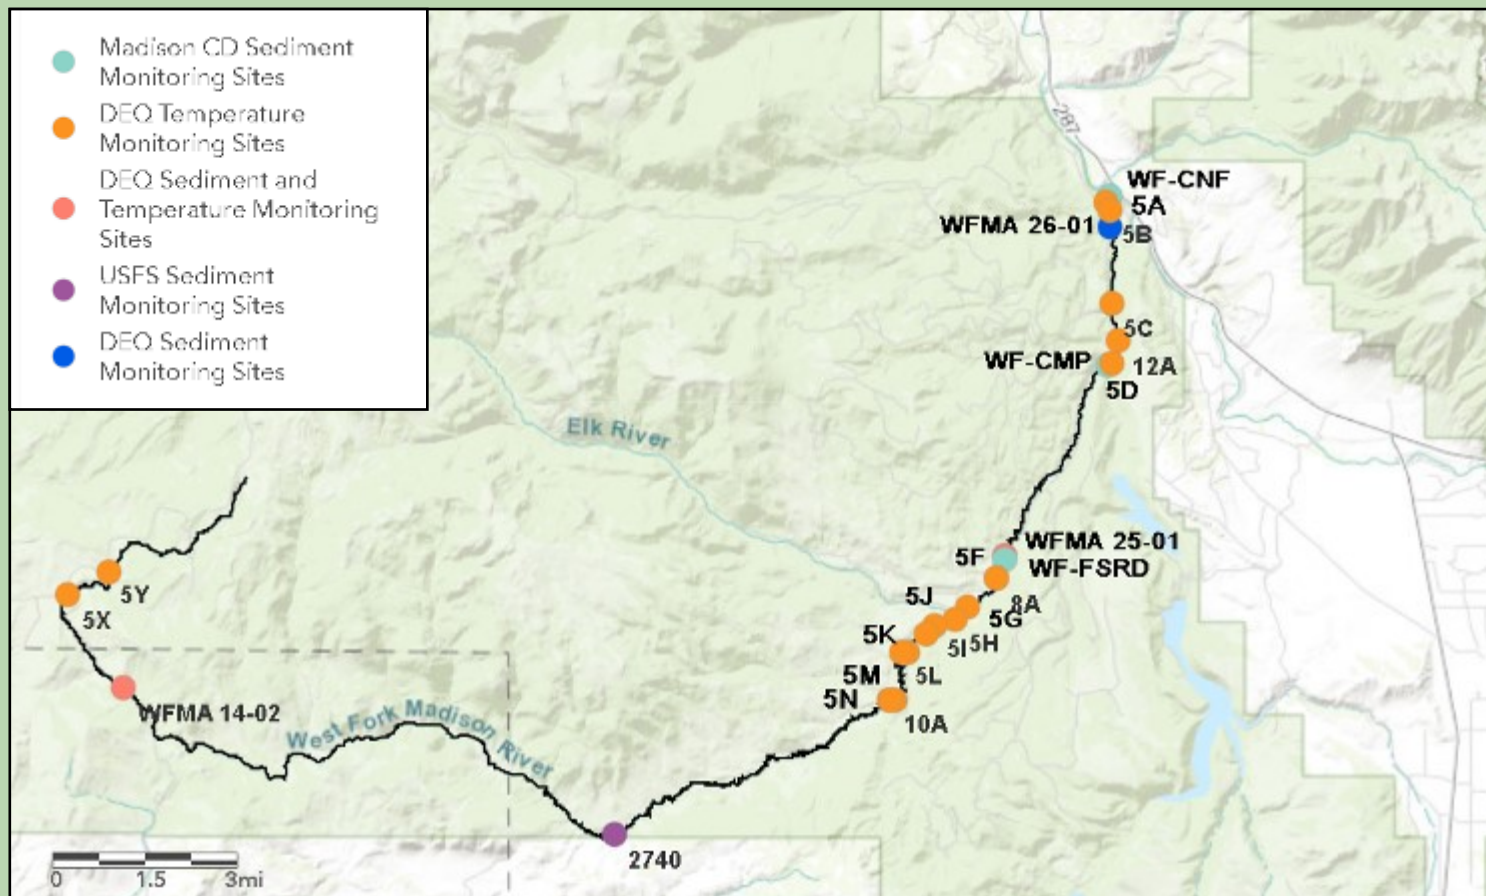 Madison CD Sediment
Monitoring Sites
DEQ Temperature
Monitoring Sites
DEQ Sediment and
Temperature Monitoring
Sites
USFS Sediment
Monitoring Sites
DEQ Sediment
Monitoring Sites
287
WF-CNF
5A
WFMA 26-01
5B
5C
WF-CMP
12A
5D
Elk River
WFMA 25-01
5F
WF-FSRD
5J
8A
5G
5K
5I
5H
5M
5L
5N
10A
5Y
5X
WFMA 14-02
West Fork Madison River
2740
0 1.5 3mi